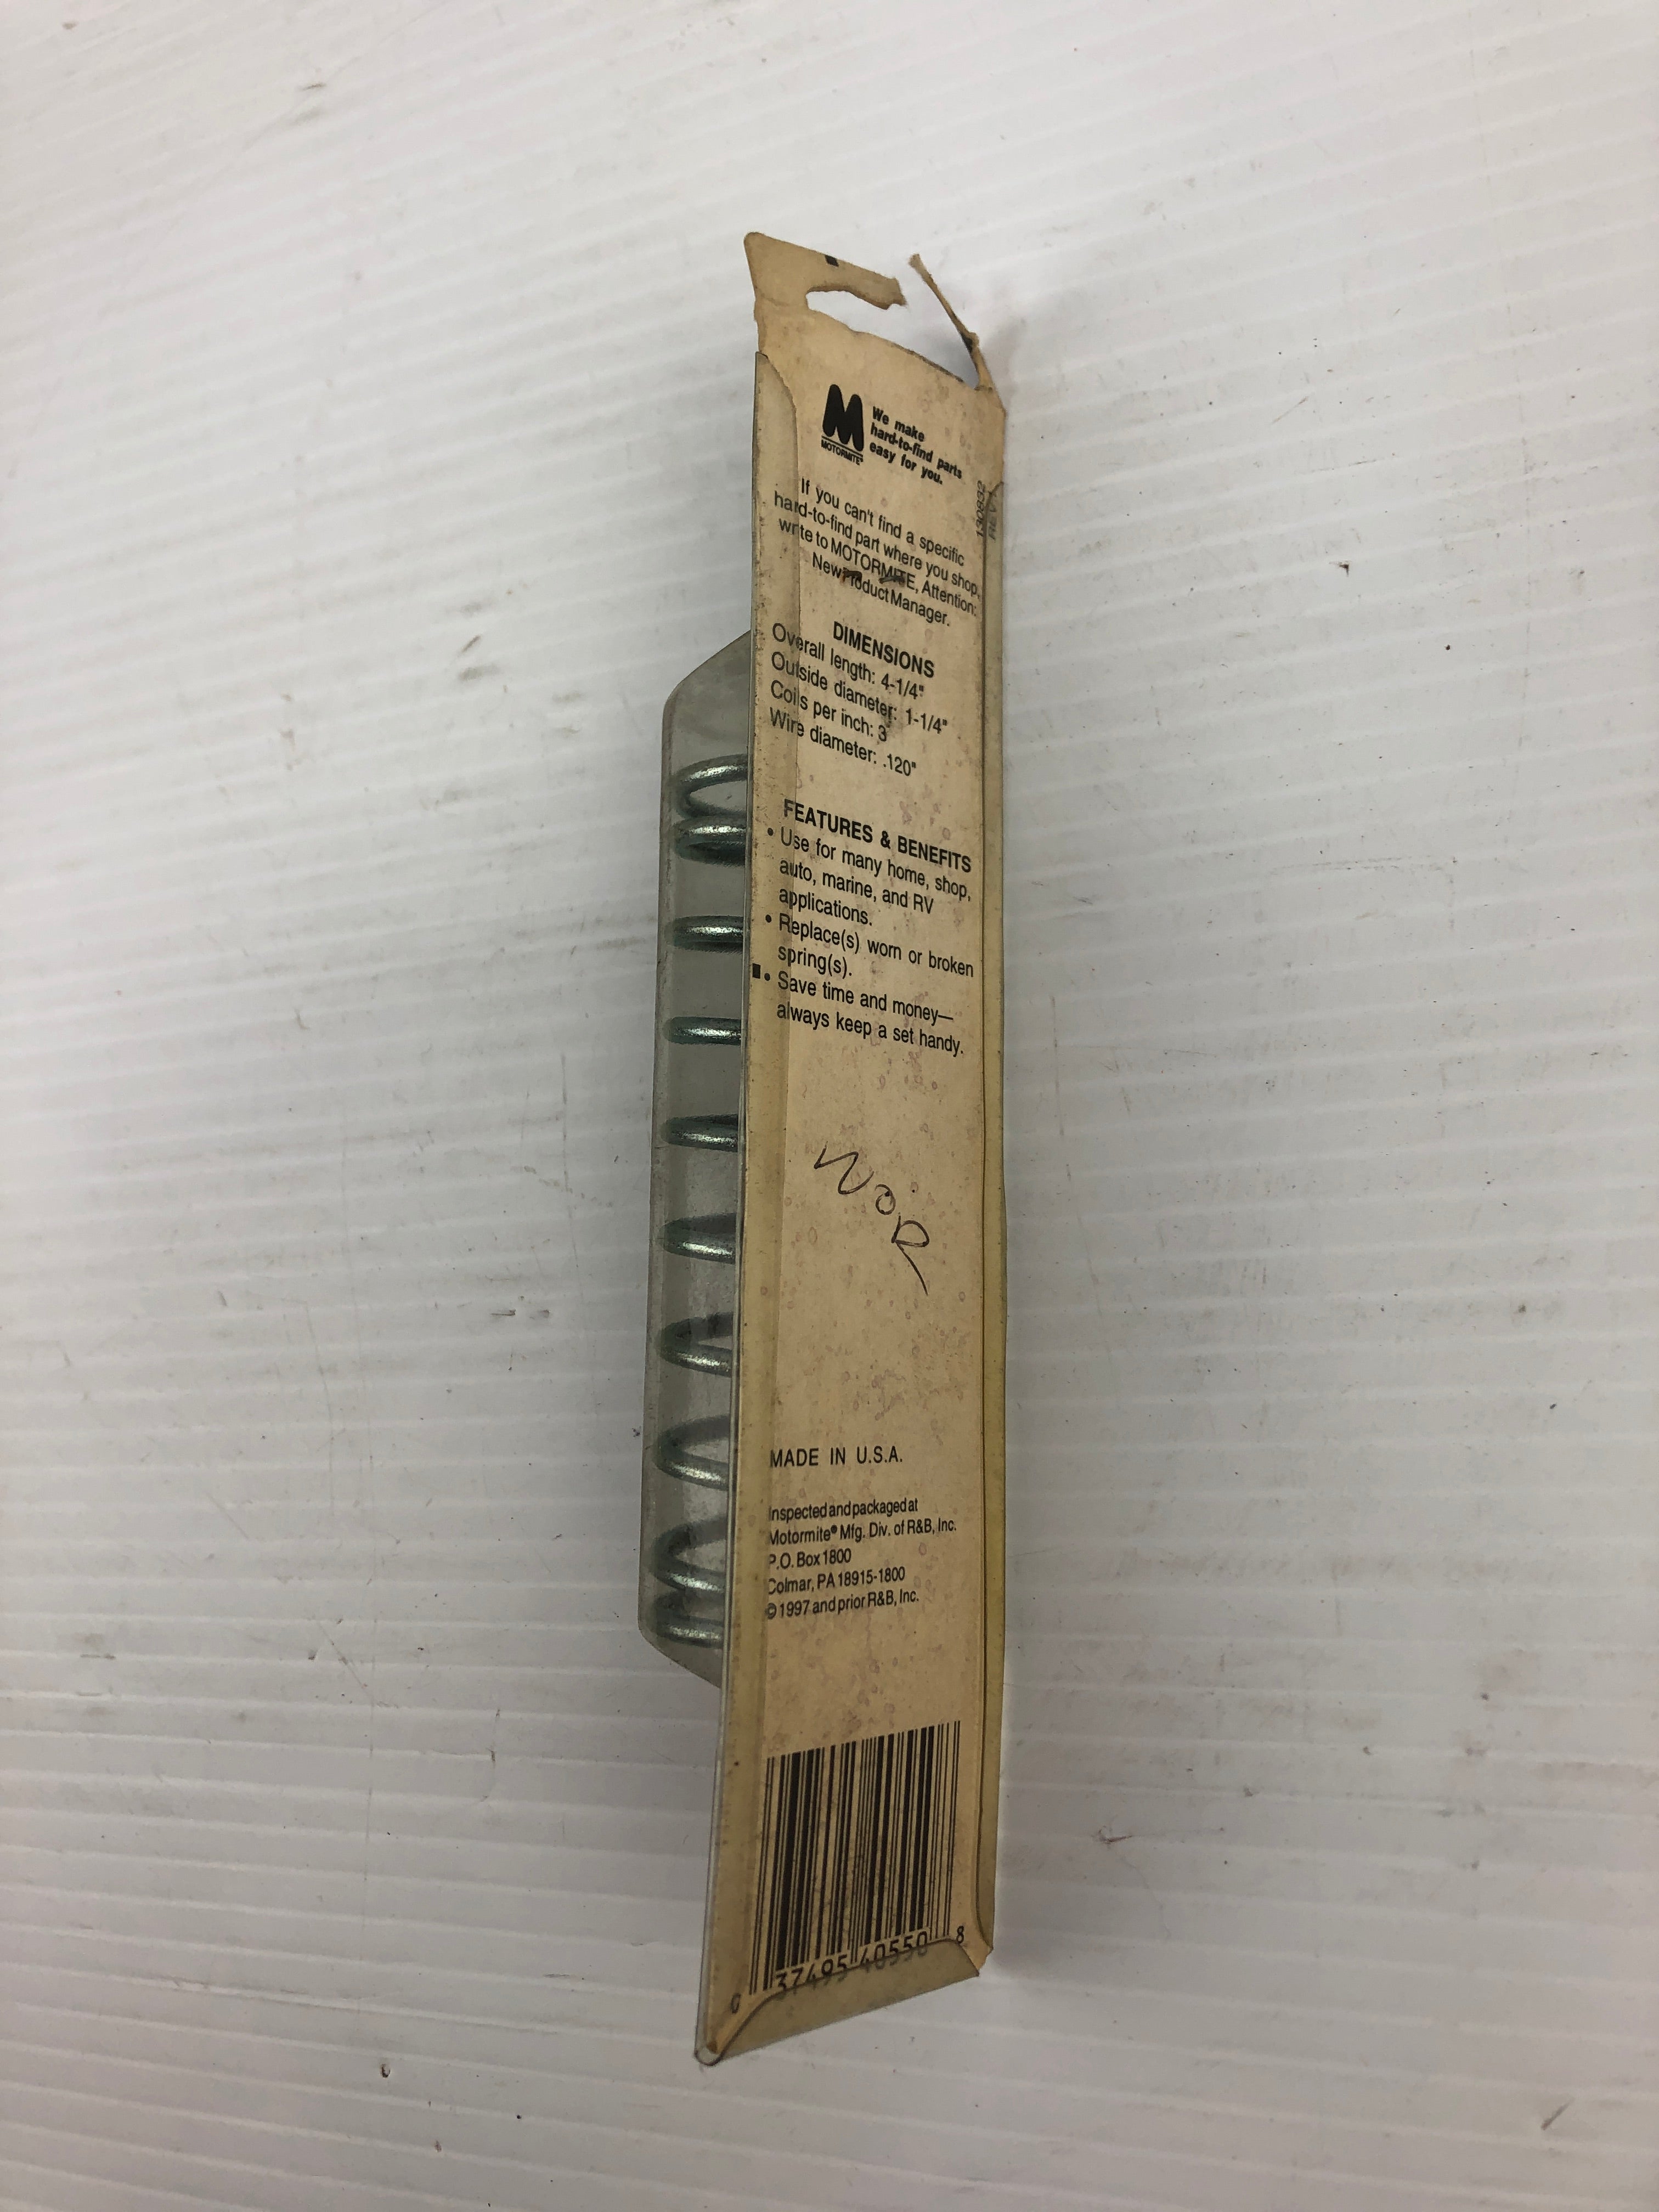 MOTORMITE®
We make
hard-to-find parts
easy for you.
130832
If you can't find a specific
hard-to-find part where you shop,
write to MOTORMITE, Attention:
New Product Manager.
DIMENSIONS
Overall length: 4-1/4"
Outside diameter: 1-1/4"
Coils per inch: 3
Wire diameter: .120"
FEATURES & BENEFITS
• Use for many home, shop,
auto, marine, and RV
applications.
• Replace(s) worn or broken
spring(s).
• Save time and money—
always keep a set handy.
MADE IN U.S.A.
Inspected and packaged at
Motormite® Mfg. Div. of R&B, Inc.
P.O. Box 1800
Colmar, PA 18915-1800
© 1997 and prior R&B, Inc.
0 37495 40550 8